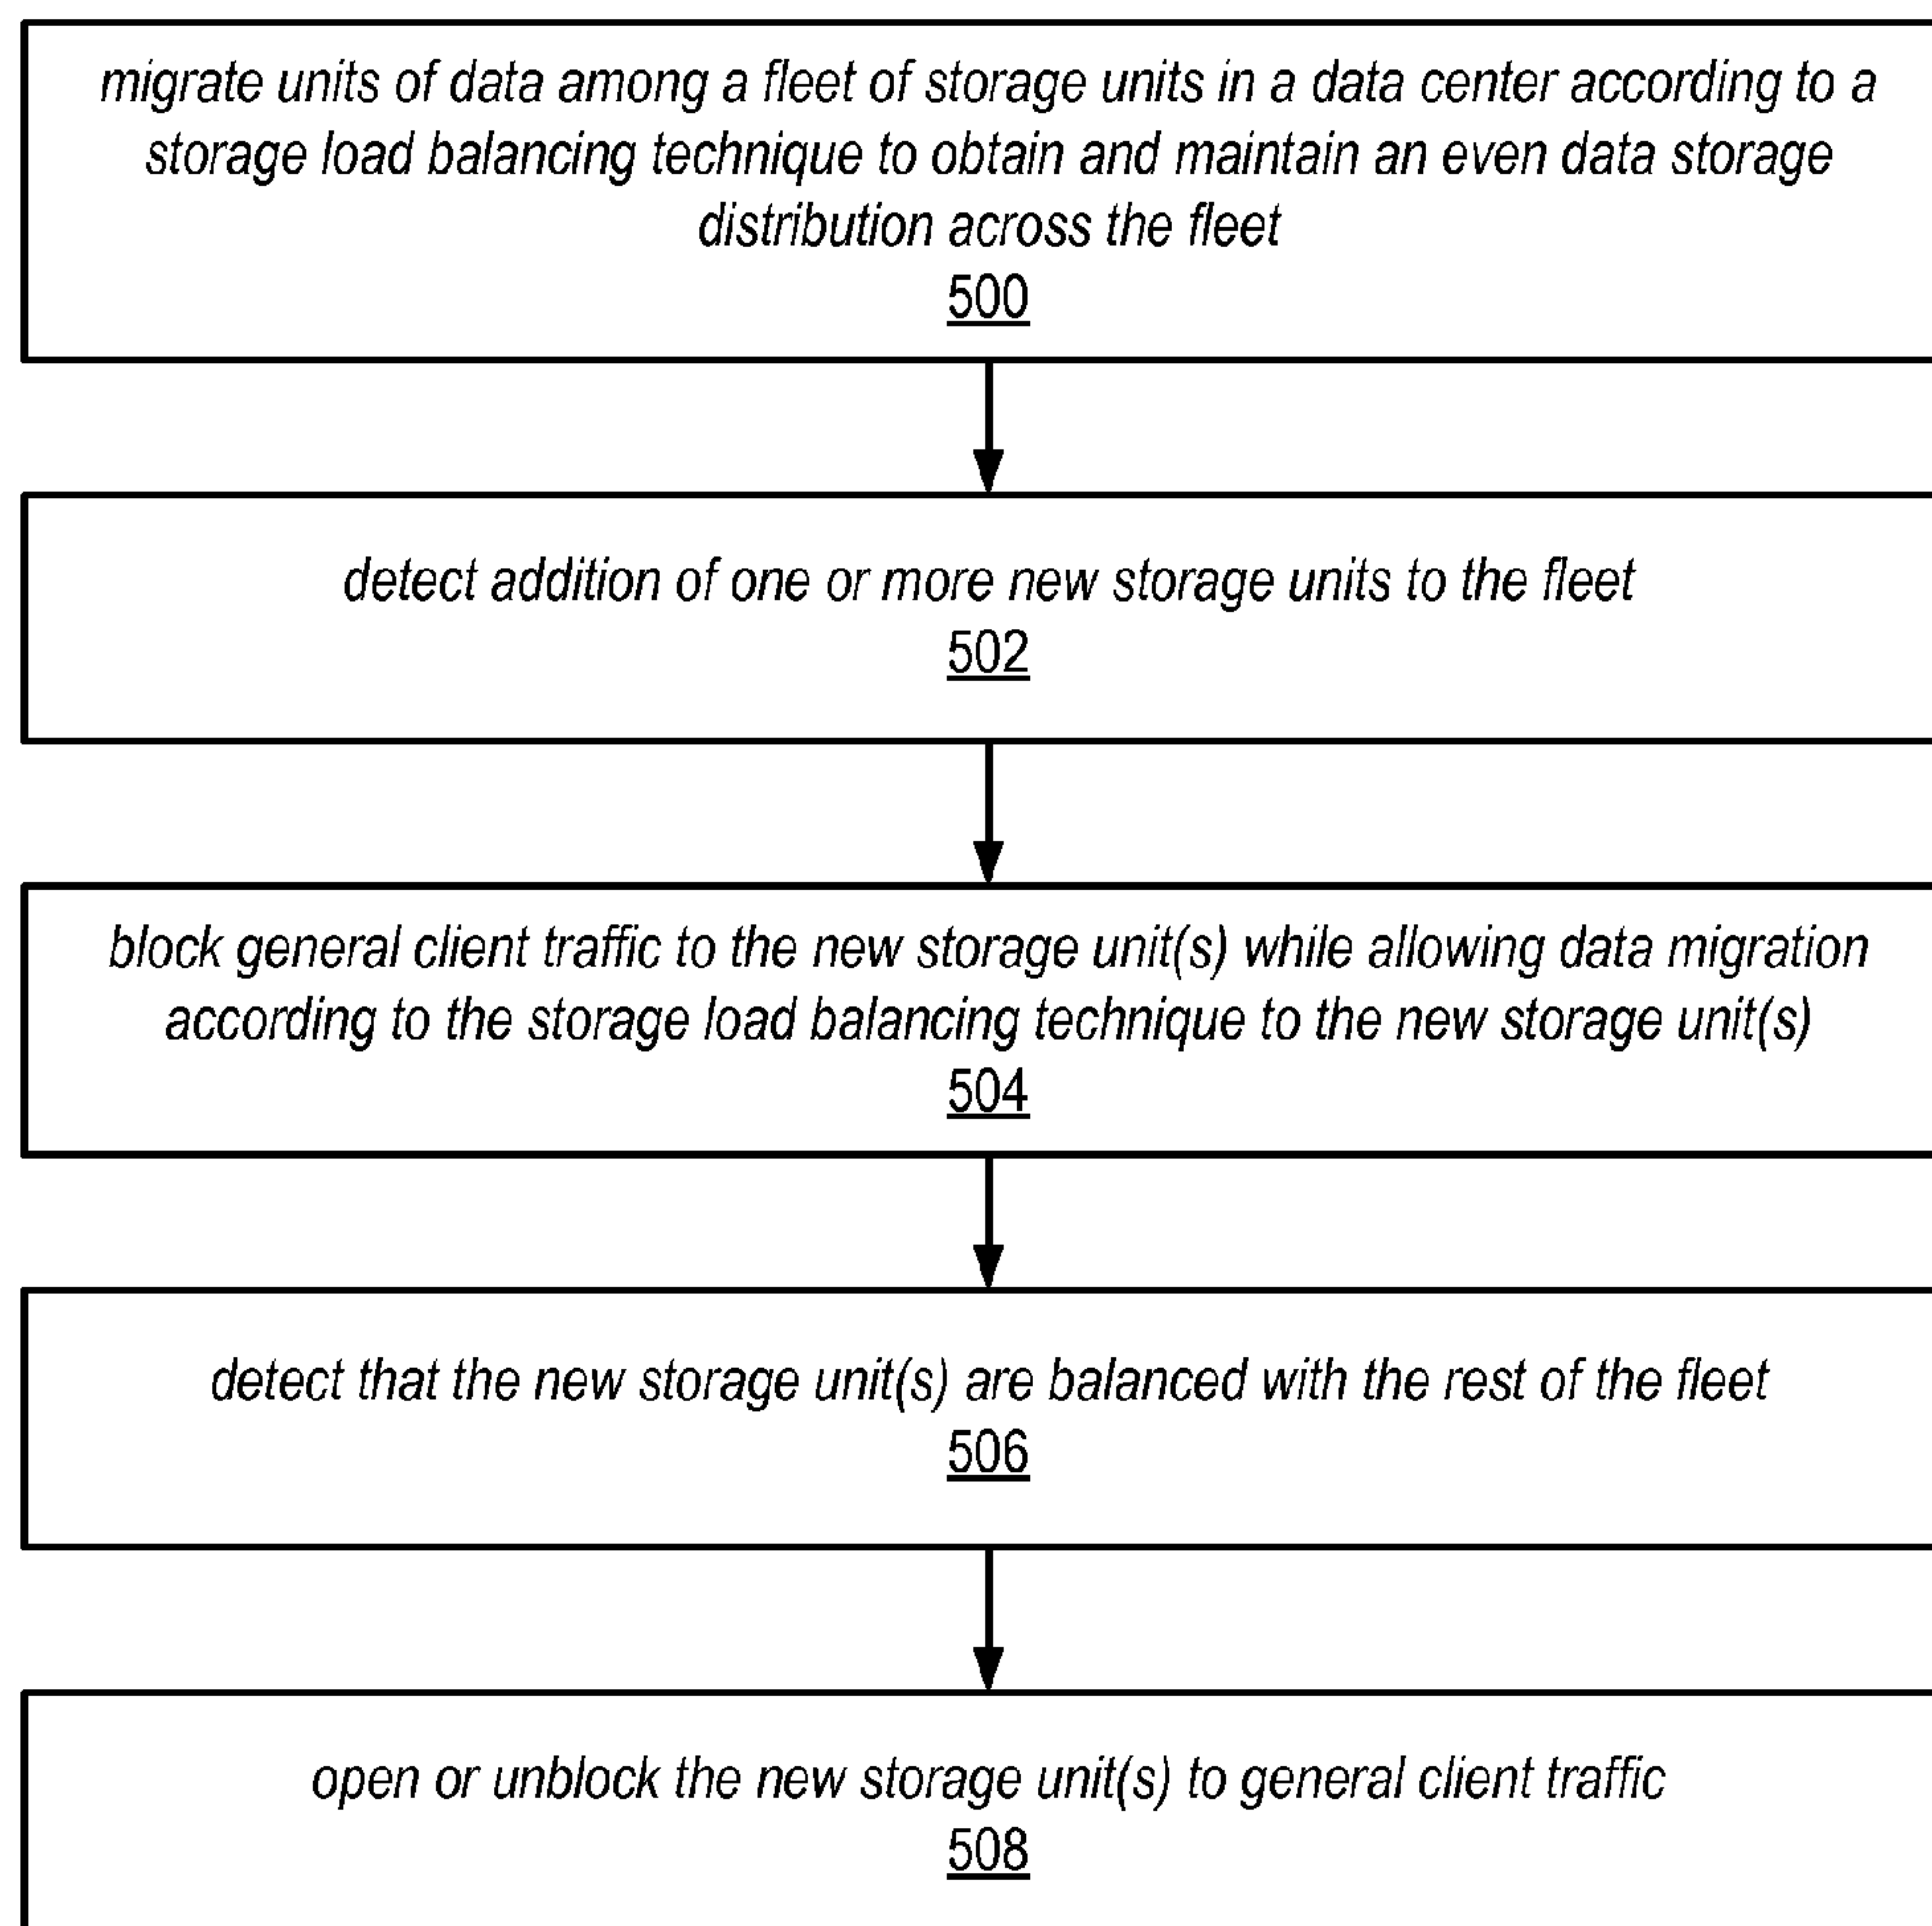 migrate units of data among a fleet of storage units in a data center according to a
storage load balancing technique to obtain and maintain an even data storage
distribution across the fleet
500
detect addition of one or more new storage units to the fleet
502
block general client traffic to the new storage unit(s) while allowing data migration
according to the storage load balancing technique to the new storage unit(s)
504
detect that the new storage unit(s) are balanced with the rest of the fleet
506
open or unblock the new storage unit(s) to general client traffic
508